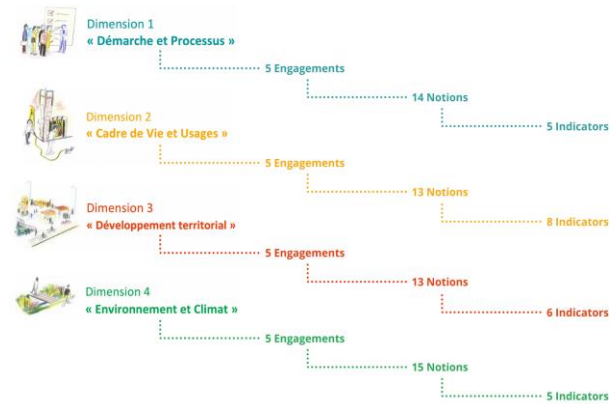 Dimension 1
« Démarche et Processus »
5 Engagements
14 Notions
5 Indicators
Dimension 2
« Cadre de Vie et Usages »
5 Engagements
13 Notions
8 Indicators
Dimension 3
« Développement territorial »
5 Engagements
13 Notions
6 Indicators
Dimension 4
« Environnement et Climat »
5 Engagements
15 Notions
5 Indicators